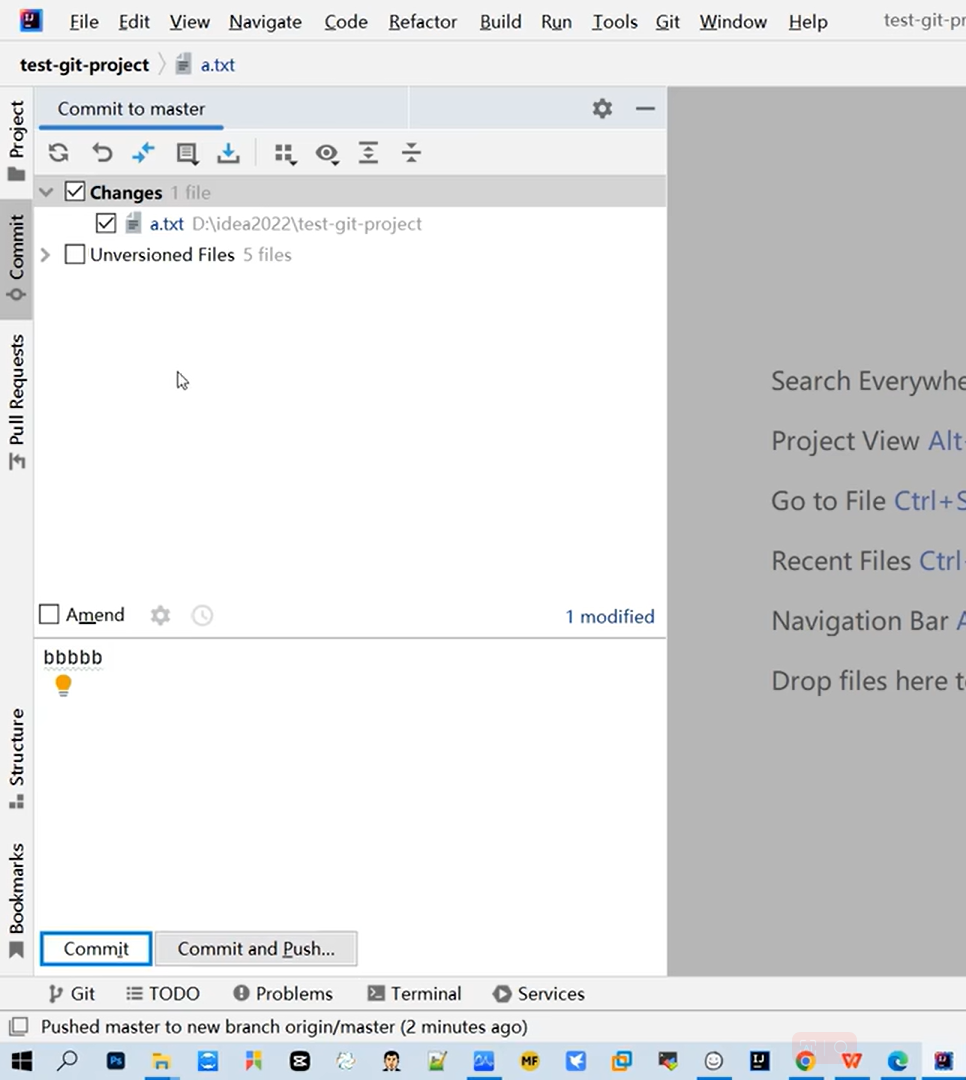 File Edit View Navigate Code Refactor Build Run Tools Git Window Help test-git-pr
test-git-project a.txt
Project
Commit
Pull Requests
Structure
Bookmarks
Commit to master
Changes 1 file
a.txt D:\idea2022\test-git-project
Unversioned Files 5 files
Amend 1 modified
bbbbb
Commit Commit and Push...
Search Everywhe
Project View Alt
Go to File Ctrl+S
Recent Files Ctrl
Navigation Bar A
Drop files here t
Git TODO Problems Terminal Services
Pushed master to new branch origin/master (2 minutes ago)
Ps MF IJ W